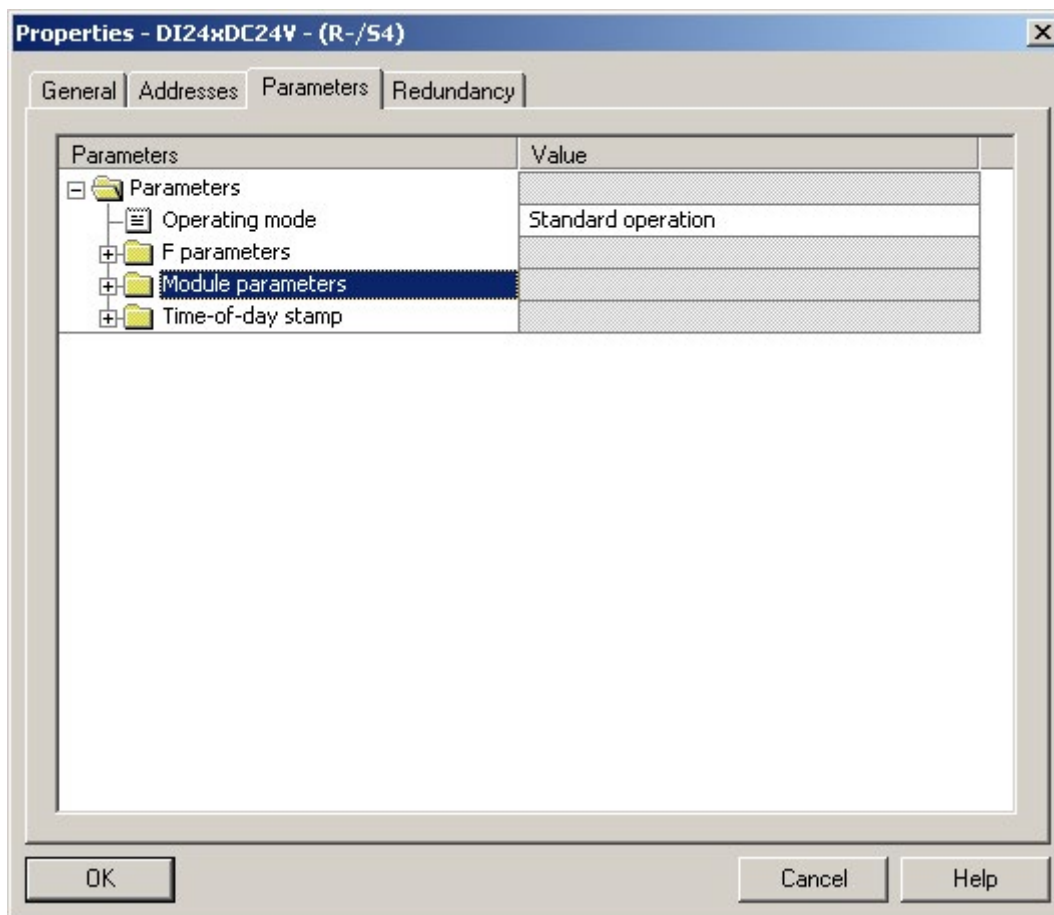 Properties - DI24xDC24V - (R-/S4)
General Addresses Parameters Redundancy
Parameters Value
Parameters
Operating mode Standard operation
F parameters
Module parameters
Time-of-day stamp
OK Cancel Help